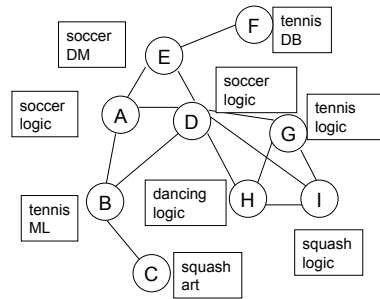 F
tennis
DB
soccer
DM
E
soccer
logic
tennis
logic
soccer
logic
A
D
G
tennis
ML
B
dancing
logic
H
I
squash
logic
C
squash
art